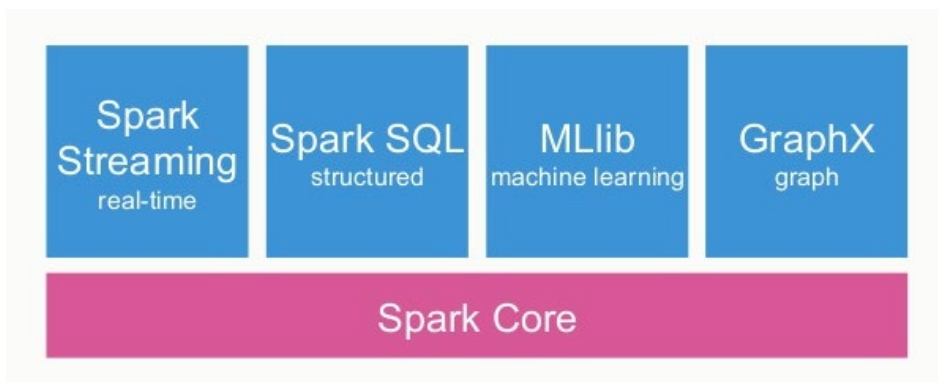 Spark
Streaming
real-time
Spark SQL
structured
MLlib
machine learning
GraphX
graph
Spark Core